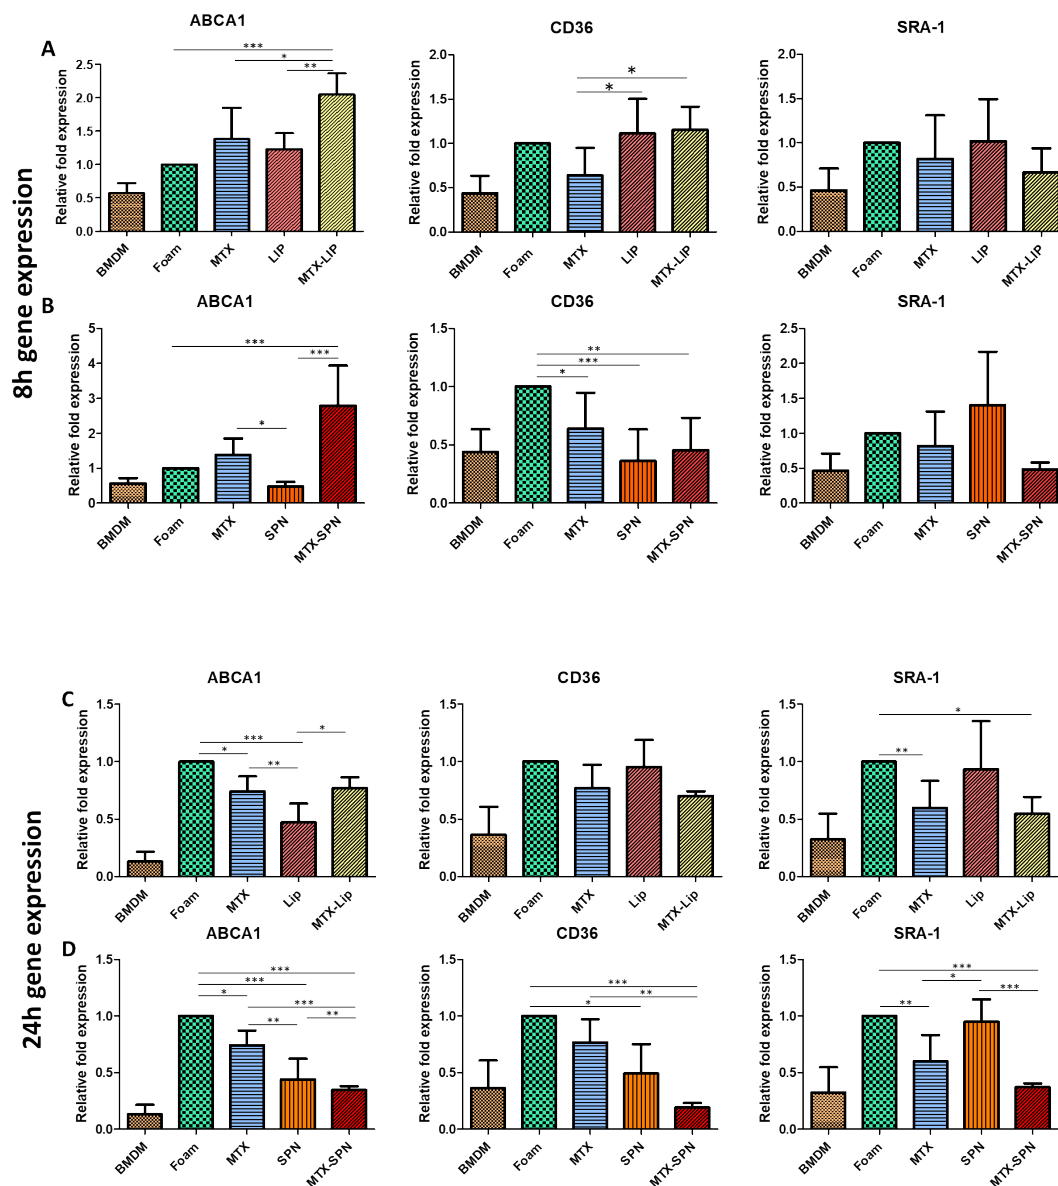 8h gene expression
A
ABCA1
Relative fold expression
2.5
2.0
1.5
1.0
0.5
0.0
***
*
**
BMDM
Foam
MTX
LIP
MTX-LIP
CD36
Relative fold expression
2.0
1.5
1.0
0.5
0.0
*
*
BMDM
Foam
MTX
LIP
MTX-LIP
SRA-1
Relative fold expression
2.0
1.5
1.0
0.5
0.0
BMDM
Foam
MTX
LIP
MTX-LIP
B
ABCA1
Relative fold expression
5
4
3
2
1
0
***
***
*
BMDM
Foam
MTX
SPN
MTX-SPN
CD36
Relative fold expression
1.5
1.0
0.5
0.0
**
***
*
BMDM
Foam
MTX
SPN
MTX-SPN
SRA-1
Relative fold expression
2.5
2.0
1.5
1.0
0.5
0.0
BMDM
Foam
MTX
SPN
MTX-SPN
24h gene expression
C
ABCA1
Relative fold expression
1.5
1.0
0.5
0.0
*
***
*
**
BMDM
Foam
MTX
Lip
MTX-Lip
CD36
Relative fold expression
1.5
1.0
0.5
0.0
BMDM
Foam
MTX
Lip
MTX-Lip
SRA-1
Relative fold expression
1.5
1.0
0.5
0.0
*
**
BMDM
Foam
MTX
Lip
MTX-Lip
D
ABCA1
Relative fold expression
1.5
1.0
0.5
0.0
***
***
*
***
**
**
BMDM
Foam
MTX
SPN
MTX-SPN
CD36
Relative fold expression
1.5
1.0
0.5
0.0
***
**
*
BMDM
Foam
MTX
SPN
MTX-SPN
SRA-1
Relative fold expression
1.5
1.0
0.5
0.0
***
*
***
**
BMDM
Foam
MTX
SPN
MTX-SPN